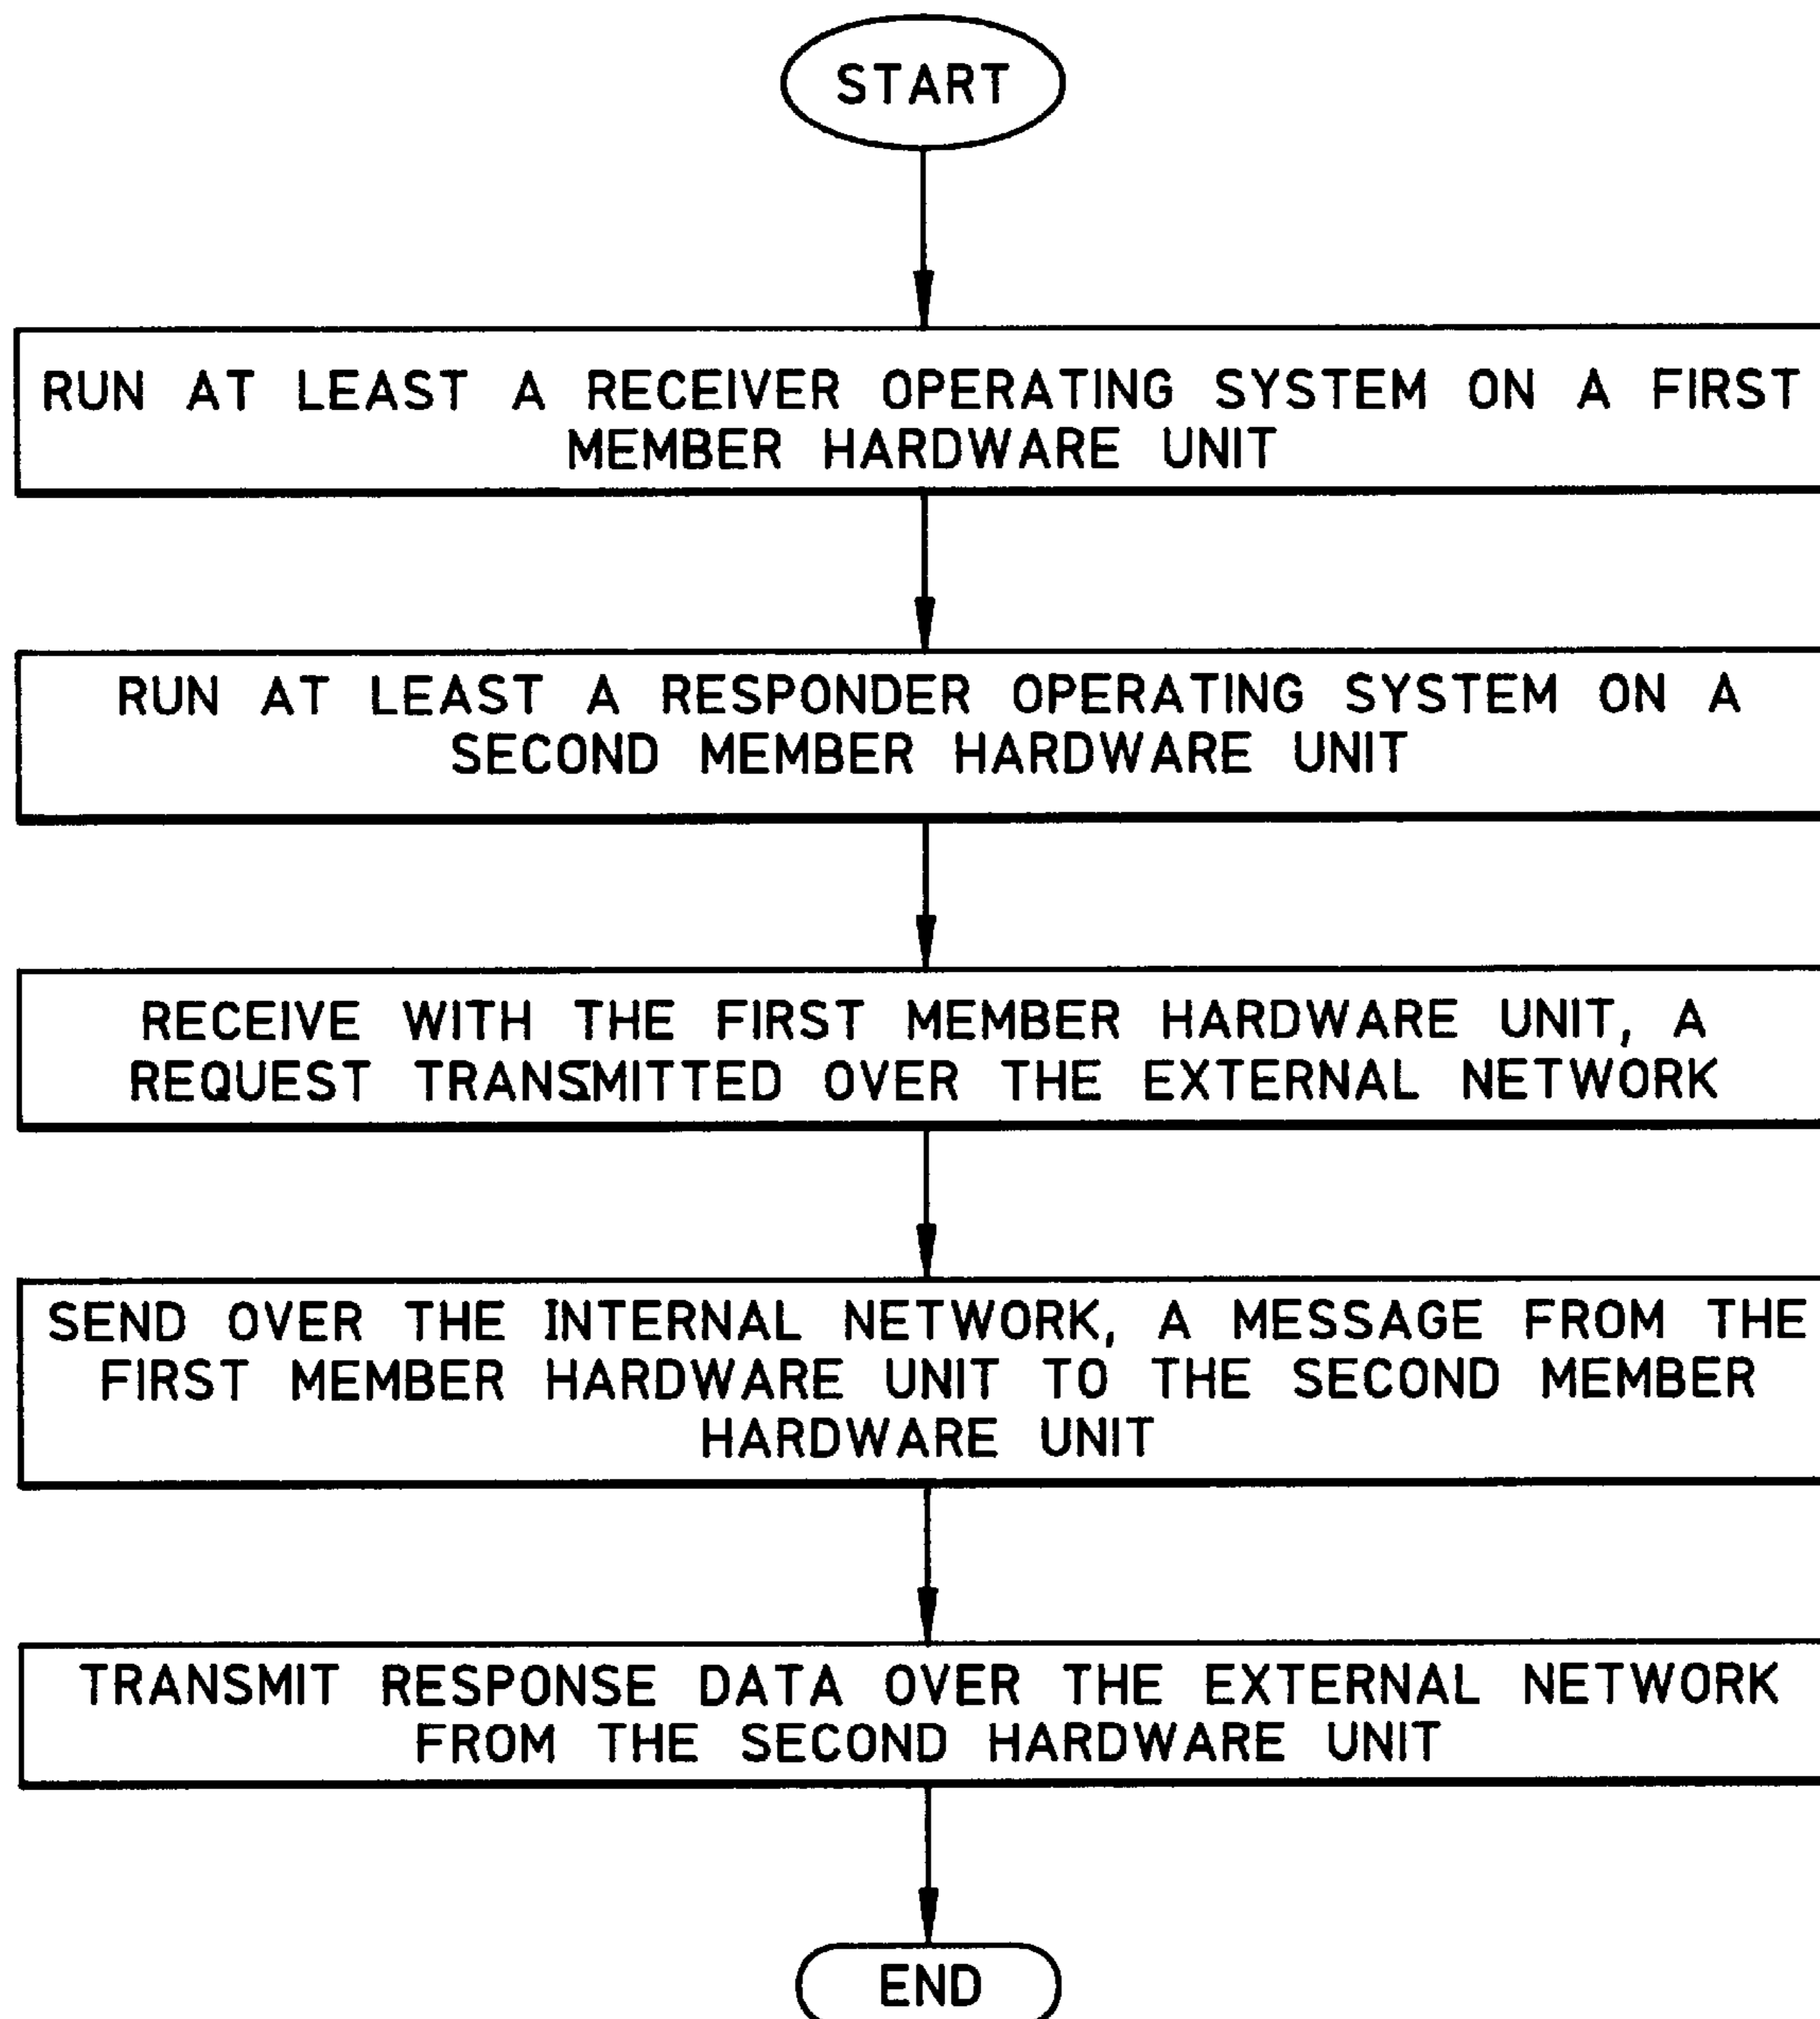 START
RUN AT LEAST A RECEIVER OPERATING SYSTEM ON A FIRST
MEMBER HARDWARE UNIT
RUN AT LEAST A RESPONDER OPERATING SYSTEM ON A
SECOND MEMBER HARDWARE UNIT
RECEIVE WITH THE FIRST MEMBER HARDWARE UNIT, A
REQUEST TRANSMITTED OVER THE EXTERNAL NETWORK
SEND OVER THE INTERNAL NETWORK, A MESSAGE FROM THE
FIRST MEMBER HARDWARE UNIT TO THE SECOND MEMBER
HARDWARE UNIT
TRANSMIT RESPONSE DATA OVER THE EXTERNAL NETWORK
FROM THE SECOND HARDWARE UNIT
END